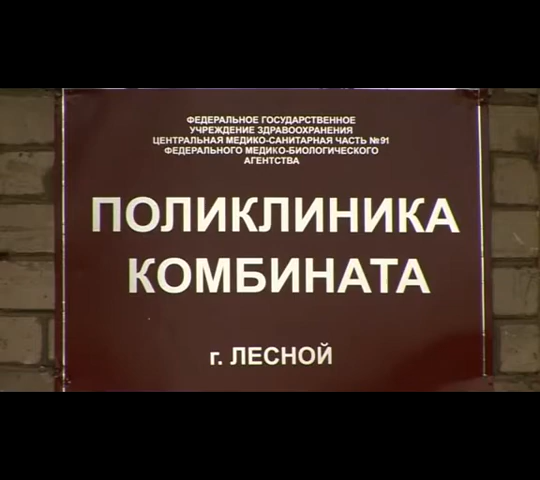 ФЕДЕРАЛЬНОЕ ГОСУДАРСТВЕННОЕ
УЧРЕЖДЕНИЕ ЗДРАВООХРАНЕНИЯ
ЦЕНТРАЛЬНАЯ МЕДИКО-САНИТАРНАЯ ЧАСТЬ №91
ФЕДЕРАЛЬНОГО МЕДИКО-БИОЛОГИЧЕСКОГО
АГЕНТСТВА
ПОЛИКЛИНИКА
КОМБИНАТА
г. ЛЕСНОЙ